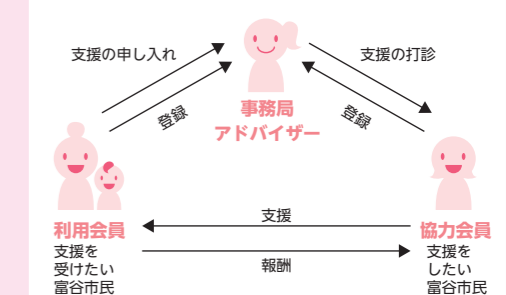 支援の申し入れ
支援の打診
登録
登録
事務局
アドバイザー
支援
利用会員
協力会員
支援を
受けたい
富谷市民
報酬
支援を
したい
富谷市民